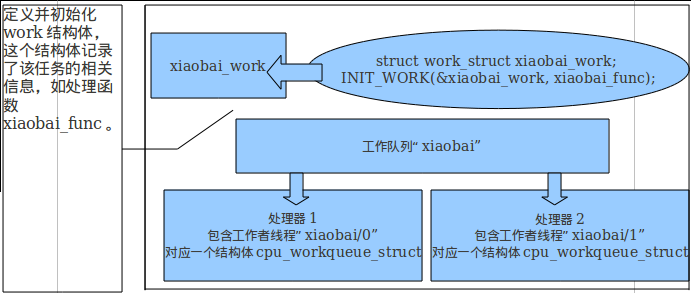 定义并初始化
work 结构体，
这个结构体记录
了该任务的相关
信息，如处理函
数
xiaobai_func 。
xiaobai_work
struct work_struct xiaobai_work;
INIT_WORK(&xiaobai_work, xiaobai_func);
工作队列“ xiaobai”
处理器 1
包含工作者线程“ xiaobai/0”
对应一个结构体 cpu_workqueue_struct
处理器 2
包含工作者线程“ xiaobai/1”
对应一个结构体 cpu_workqueue_struct